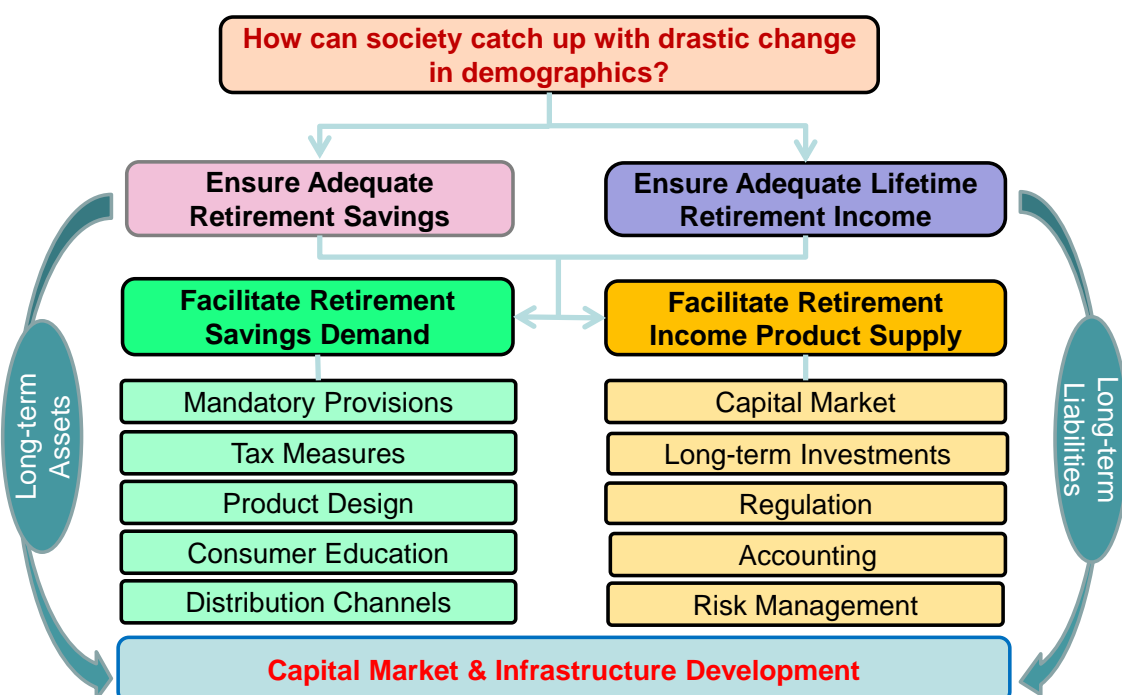 How can society catch up with drastic change
in demographics?
Ensure Adequate
Retirement Savings
Ensure Adequate Lifetime
Retirement Income
Facilitate Retirement
Savings Demand
Facilitate Retirement
Income Product Supply
Long-term
Assets
Mandatory Provisions
Tax Measures
Product Design
Consumer Education
Distribution Channels
Capital Market
Long-term Investments
Regulation
Accounting
Risk Management
Long-term
Liabilities
Capital Market & Infrastructure Development